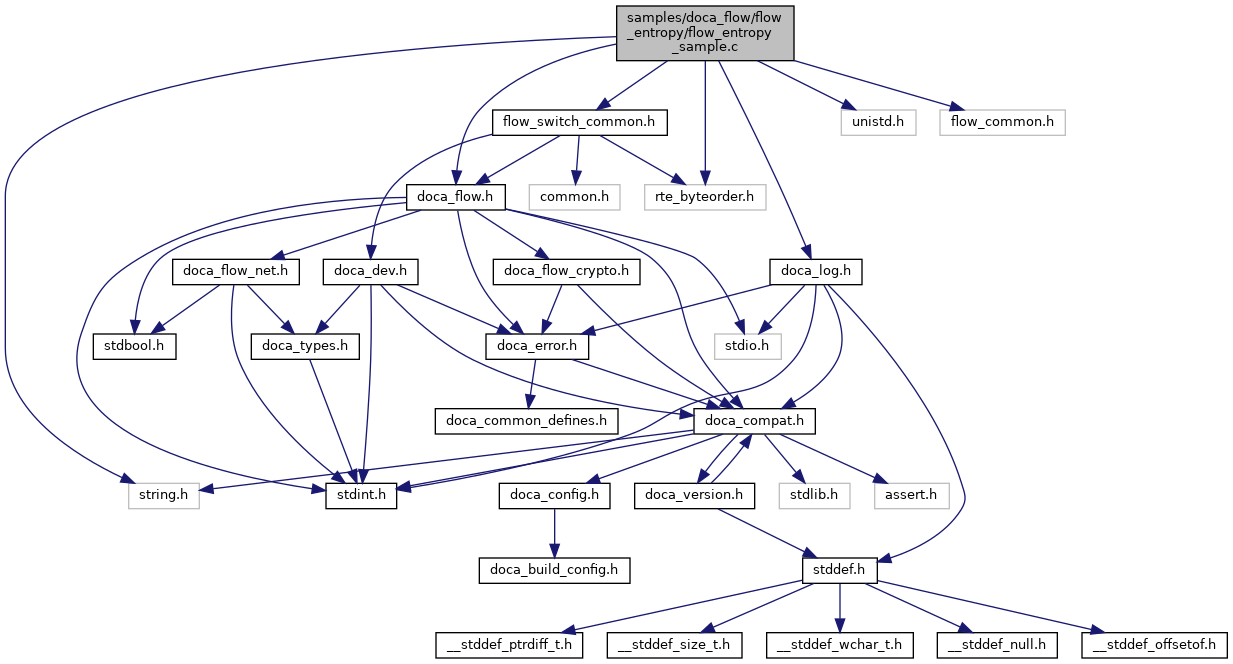 samples/doca_flow/flow
_entropy/flow_entropy
_sample.c
flow_switch_common.h
unistd.h
flow_common.h
doca_flow.h
common.h
rte_byteorder.h
doca_flow_net.h
doca_dev.h
doca_flow_crypto.h
doca_log.h
stdbool.h
doca_types.h
doca_error.h
stdio.h
doca_common_defines.h
doca_compat.h
string.h
stdint.h
doca_config.h
doca_version.h
stdlib.h
assert.h
doca_build_config.h
stddef.h
__stddef_ptrdiff_t.h
__stddef_size_t.h
__stddef_wchar_t.h
__stddef_null.h
__stddef_offsetof.h